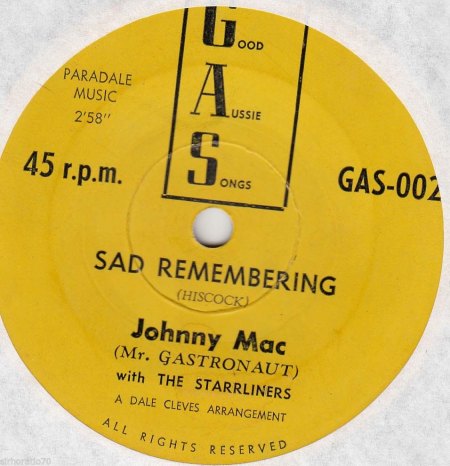 GOOD
AUSSIE
SONGS
PARADALE
MUSIC
2'58"
45 r.p.m.
GAS-002
SAD REMEMBERING
(HISCOCK)
Johnny Mac
(Mr. GASTRONAUT)
with THE STARRLINERS
A DALE CLEVES ARRANGEMENT
ALL RIGHTS RESERVED
sirhoratio70